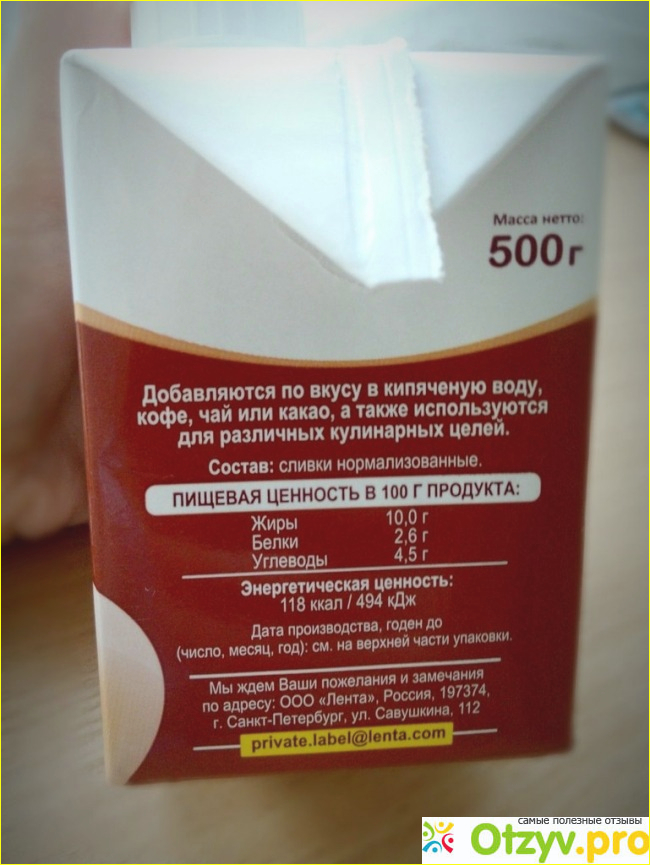 Масса нетто:
500 г
Добавляются по вкусу в кипяченую воду,
кофе, чай или какао, а также используются
для различных кулинарных целей.
Состав: сливки нормализованные.
ПИЩЕВАЯ ЦЕННОСТЬ В 100 Г ПРОДУКТА:
Жиры 10,0 г
Белки 2,6 г
Углеводы 4,5 г
Энергетическая ценность:
118 ккал / 494 кДж
Дата производства, годен до
(число, месяц, год): см. на верхней части упаковки.
Мы ждем Ваши пожелания и замечания
по адресу: ООО «Лента», Россия, 197374,
г. Санкт-Петербург, ул. Савушкина, 112
private.label@lenta.com
самые полезные отзывы
Otzyv.pro